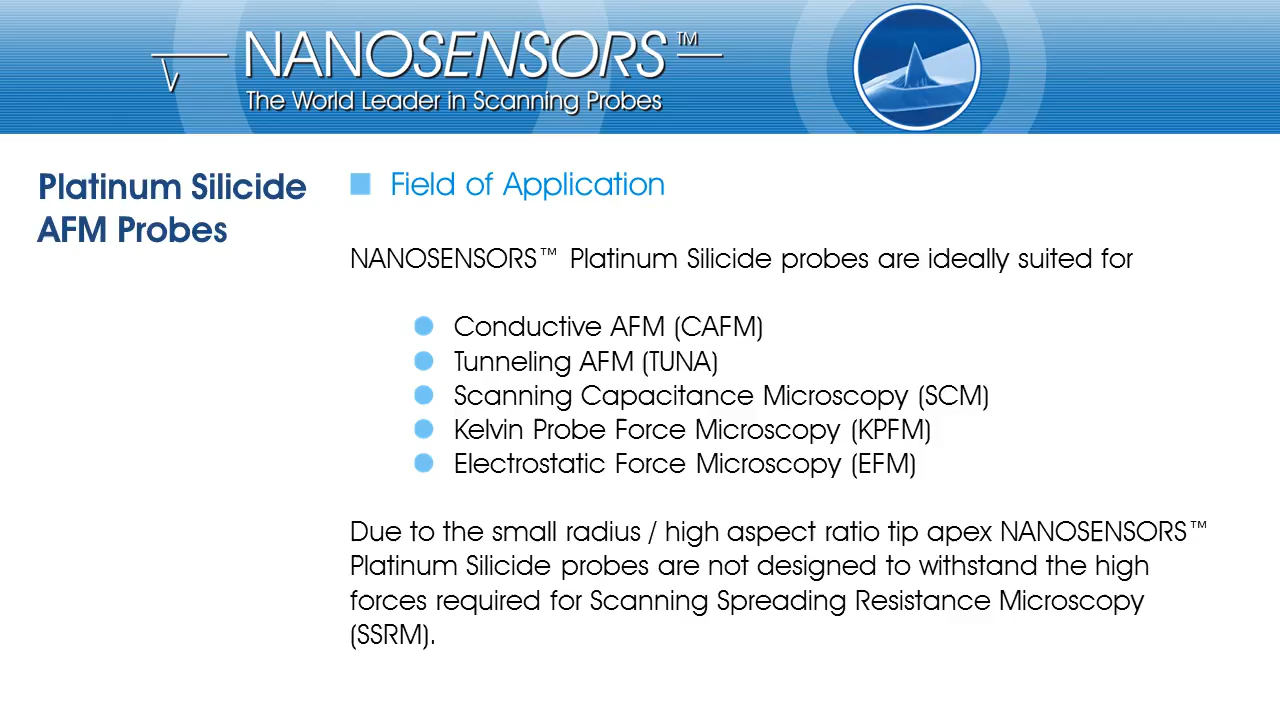 NANOSENSORS™
The World Leader in Scanning Probes
Platinum Silicide
AFM Probes
Field of Application
NANOSENSORS™ Platinum Silicide probes are ideally suited for
Conductive AFM (CAFM)
Tunneling AFM (TUNA)
Scanning Capacitance Microscopy (SCM)
Kelvin Probe Force Microscopy (KPFM)
Electrostatic Force Microscopy (EFM)
Due to the small radius / high aspect ratio tip apex NANOSENSORS™
Platinum Silicide probes are not designed to withstand the high
forces required for Scanning Spreading Resistance Microscopy
(SSRM).